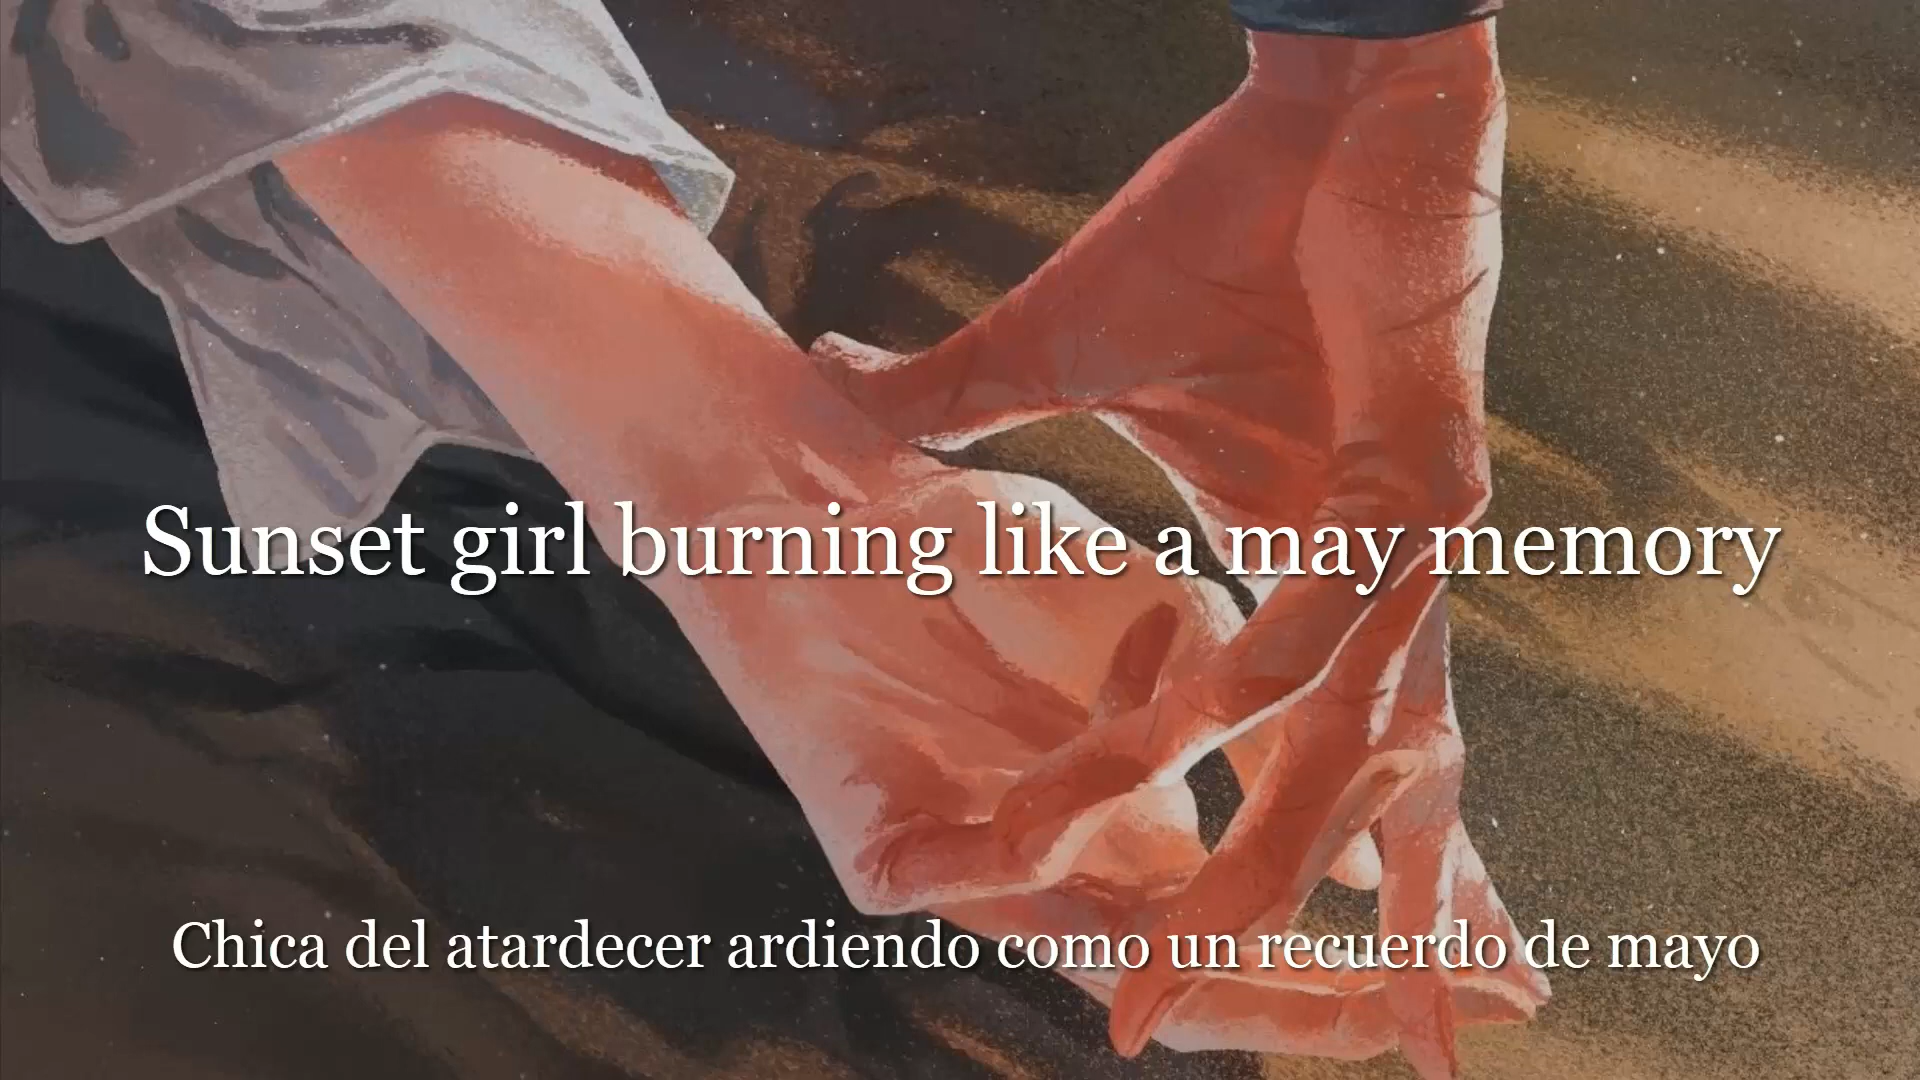 Sunset girl burning like a may memory
Chica del atardecer ardiendo como un recuerdo de mayo